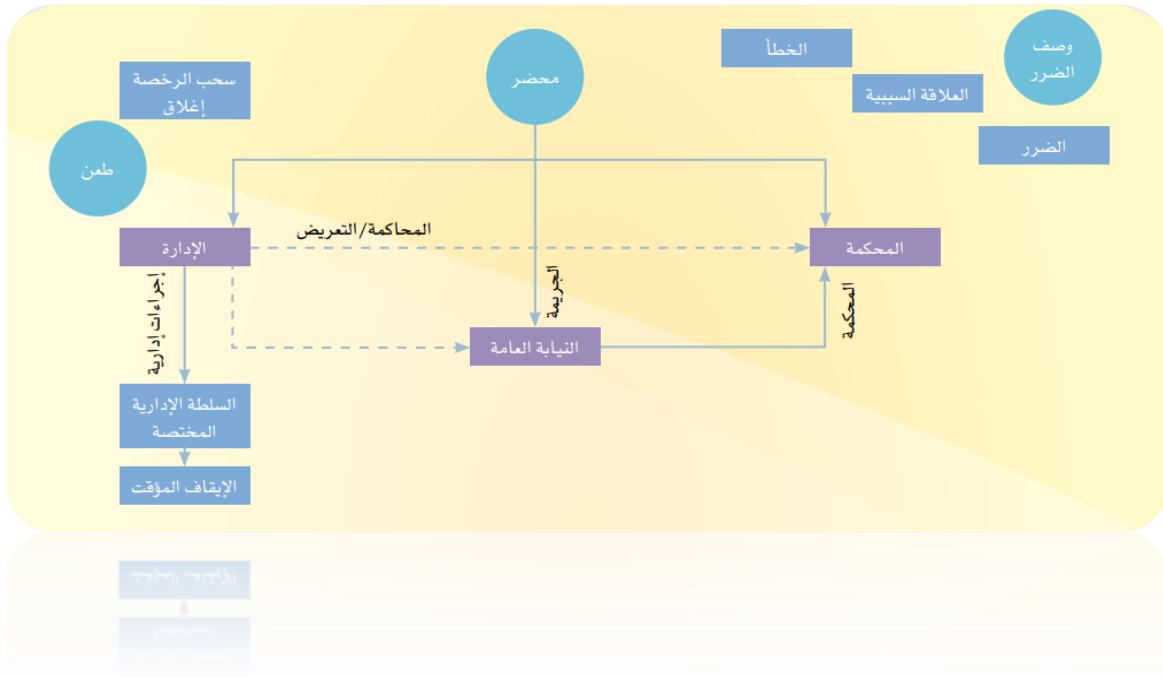 وصف
الضرر
الخطأ
العلاقة السببية
الضرر
محضر
سحب الرخصة
إغلاق
طعن
المحكمة
المحاكمة/التعريض
الإدارة
الجريمة
المحكمة
إجراءات إدارية
النيابة العامة
السلطة الإدارية
المختصة
الإيقاف المؤقت